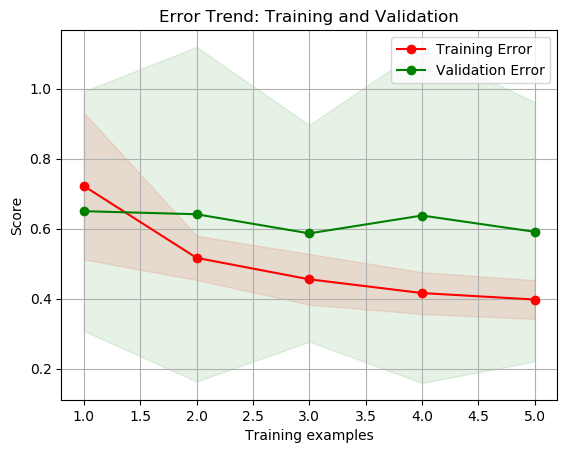 Error Trend: Training and Validation
Training Error
Validation Error
1.0
0.8
0.6
0.4
0.2
Score
1.0 1.5 2.0 2.5 3.0 3.5 4.0 4.5 5.0
Training examples